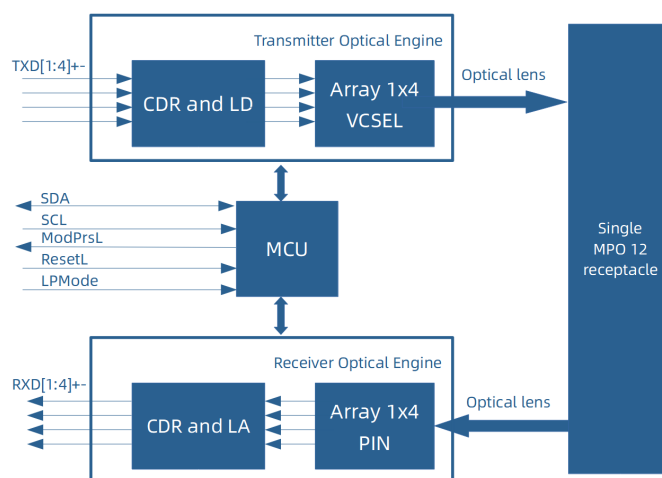 Transmitter Optical Engine
TXD[1:4]+-
CDR and LD
Array 1x4
VCSEL
Optical lens
SDA
SCL
ModPrsL
ResetL
LPMode
MCU
Single
MPO 12
receptacle
Receiver Optical Engine
RXD[1:4]+-
CDR and LA
Array 1x4
PIN
Optical lens